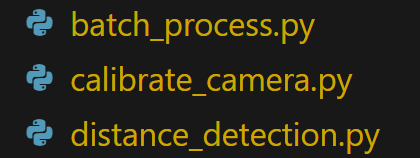 batch_process.py
calibrate_camera.py
distance_detection.py